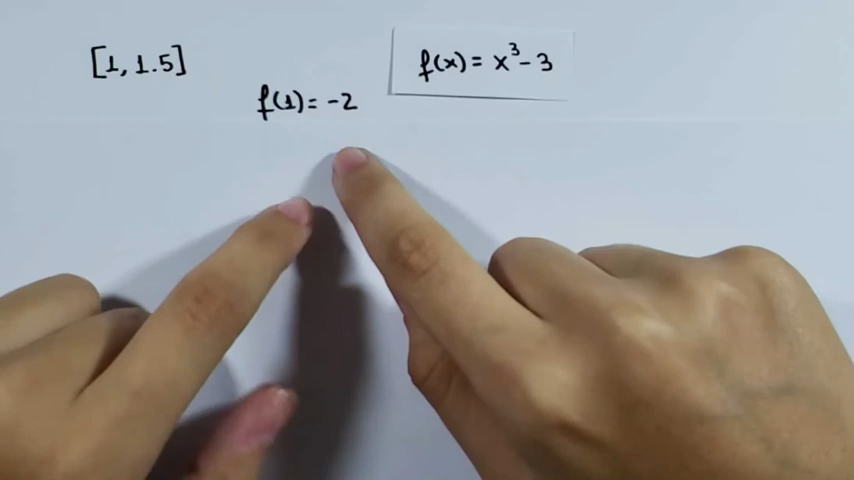 [1, 1.5]
f(x) = x³ - 3
f(1) = -2